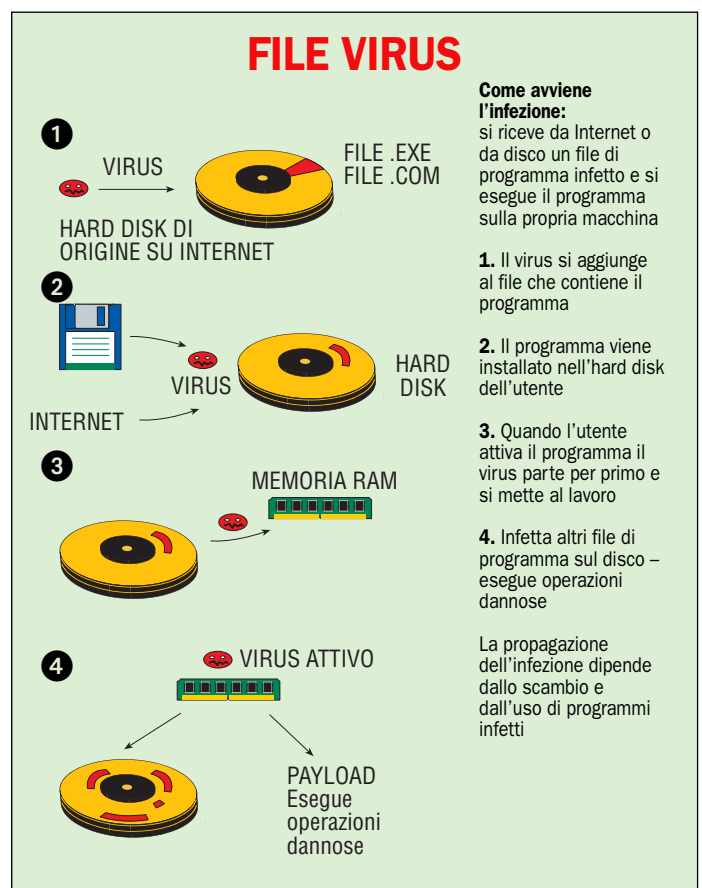 FILE VIRUS
1
VIRUS
FILE .EXE
FILE .COM
HARD DISK DI
ORIGINE SU INTERNET
2
VIRUS
HARD
DISK
INTERNET
3
MEMORIA RAM
4
VIRUS ATTIVO
PAYLOAD
Esegue
operazioni
dannose
Come avviene
l'infezione:
si riceve da Internet o
da disco un file di
programma infetto e si
esegue il programma
sulla propria macchina
1. Il virus si aggiunge
al file che contiene il
programma
2. Il programma viene
installato nell'hard disk
dell'utente
3. Quando l'utente
attiva il programma il
virus parte per primo e
si mette al lavoro
4. Infetta altri file di
programma sul disco –
esegue operazioni
dannose
La propagazione
dell'infezione dipende
dallo scambio e
dall'uso di programmi
infetti